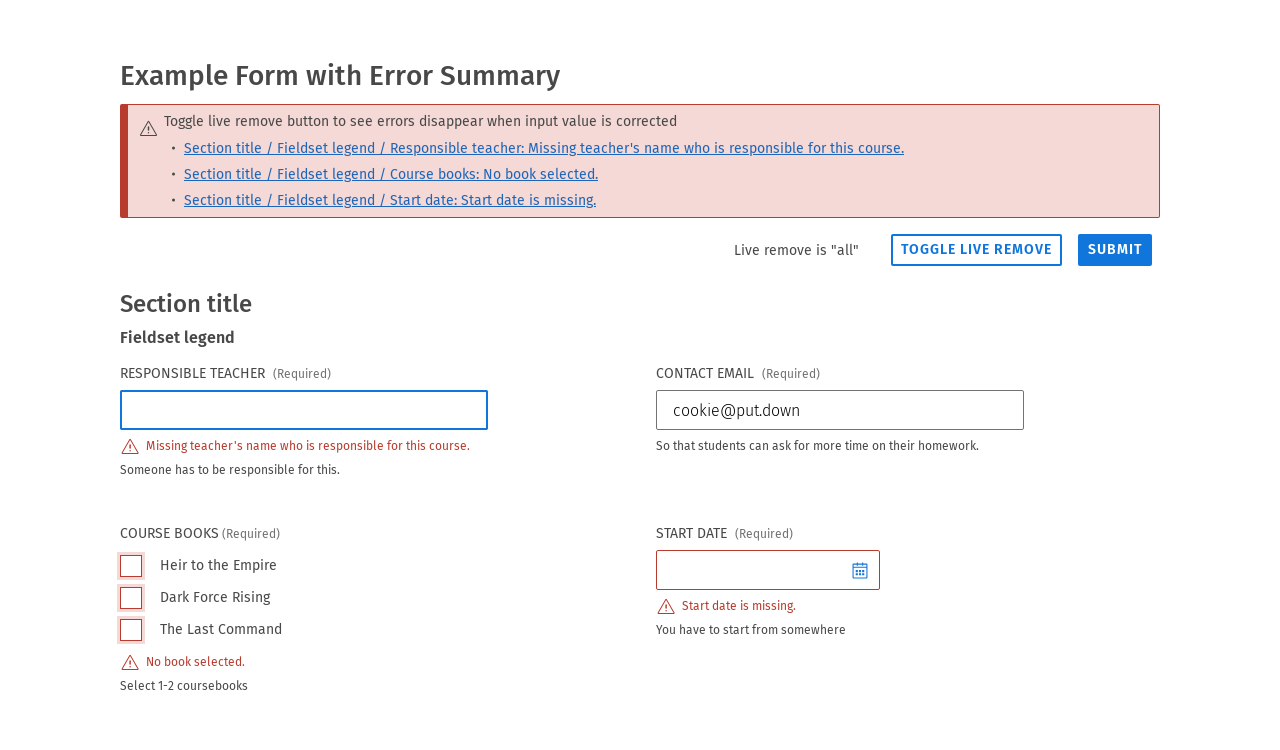 Example Form with Error Summary
Toggle live remove button to see errors disappear when input value is corrected
• Section title / Fieldset legend / Responsible teacher: Missing teacher's name who is responsible for this course.
• Section title / Fieldset legend / Course books: No book selected.
• Section title / Fieldset legend / Start date: Start date is missing.
Live remove is "all" TOGGLE LIVE REMOVE SUBMIT
Section title
Fieldset legend
RESPONSIBLE TEACHER (Required)
Missing teacher's name who is responsible for this course.
Someone has to be responsible for this.
CONTACT EMAIL (Required)
cookie@put.down
So that students can ask for more time on their homework.
COURSE BOOKS (Required)
Heir to the Empire
Dark Force Rising
The Last Command
No book selected.
Select 1-2 coursebooks
START DATE (Required)
Start date is missing.
You have to start from somewhere